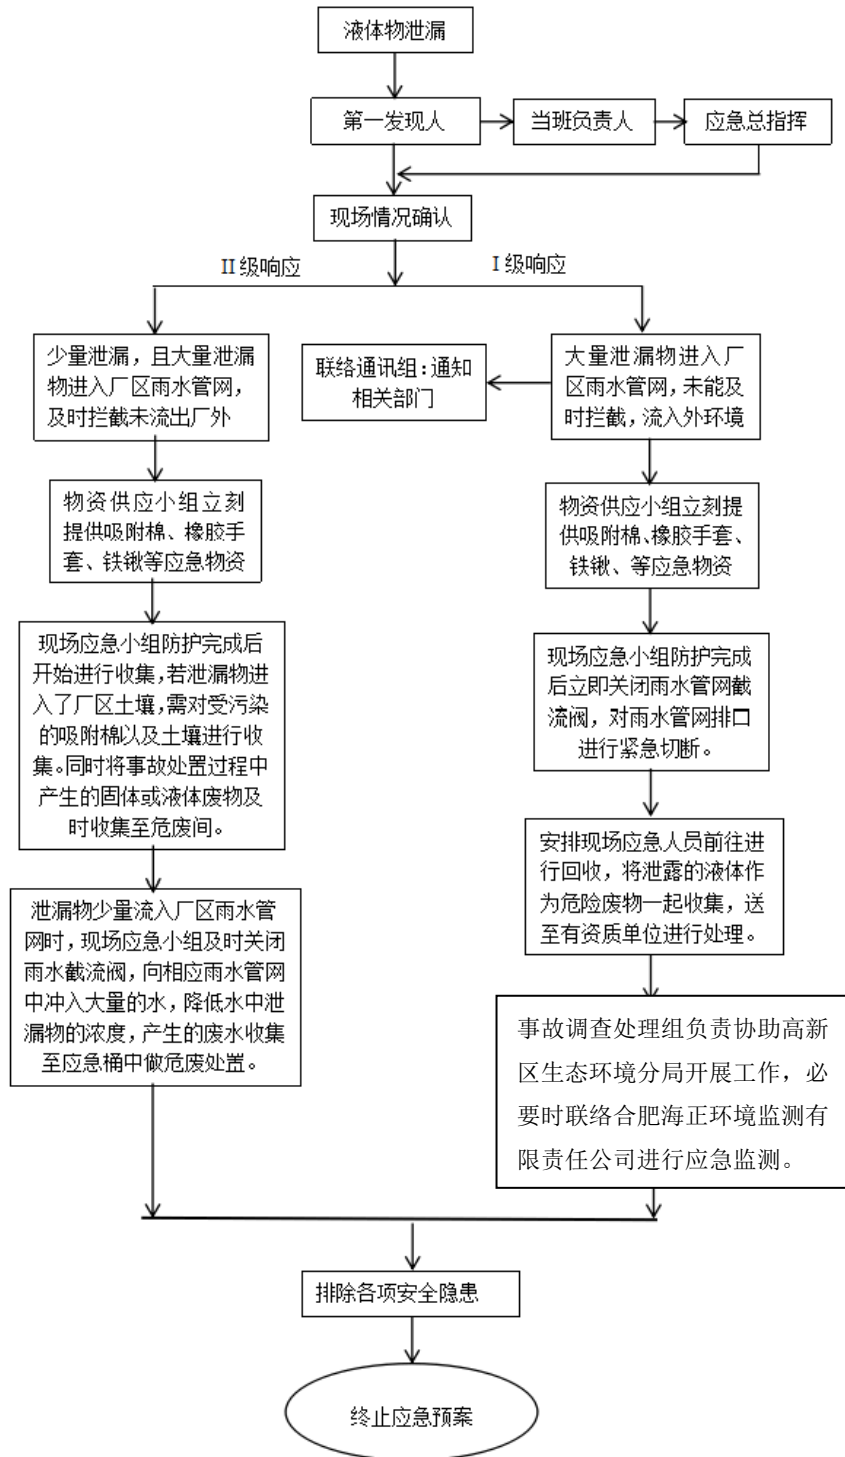 液体物泄漏
第一发现人
当班负责人
应急总指挥
现场情况确认
II 级响应
I 级响应
少量泄漏，且大量泄漏
物进入厂区雨水管网，
及时拦截未流出厂外
联络通讯组：通知
相关部门
大量泄漏物进入厂
区雨水管网，未能及
时拦截，流入外环境
物资供应小组立刻
提供吸附棉、橡胶手
套、铁锹等应急物资
物资供应小组立刻提
供吸附棉、橡胶手套、
铁锹、等应急物资
现场应急小组防护完成后
开始进行收集，若泄漏物进
入了厂区土壤，需对受污染
的吸附棉以及土壤进行收
集。同时将事故处置过程中
产生的固体或液体废物及
时收集至危废间。
现场应急小组防护完成
后立即关闭雨水管网截
流阀，对雨水管网排口
进行紧急切断。
安排现场应急人员前往进
行回收，将泄露的液体作
为危险废物一起收集，送
至有资质单位进行处理。
泄漏物少量流入厂区雨水管
网时，现场应急小组及时关闭
雨水截流阀，向相应雨水管网
中冲入大量的水，降低水中泄
漏物的浓度，产生的废水收集
至应急桶中做危废处置。
事故调查处理组负责协助高新
区生态环境分局开展工作，必
要时联络合肥海正环境监测有
限责任公司进行应急监测。
排除各项安全隐患
终止应急预案